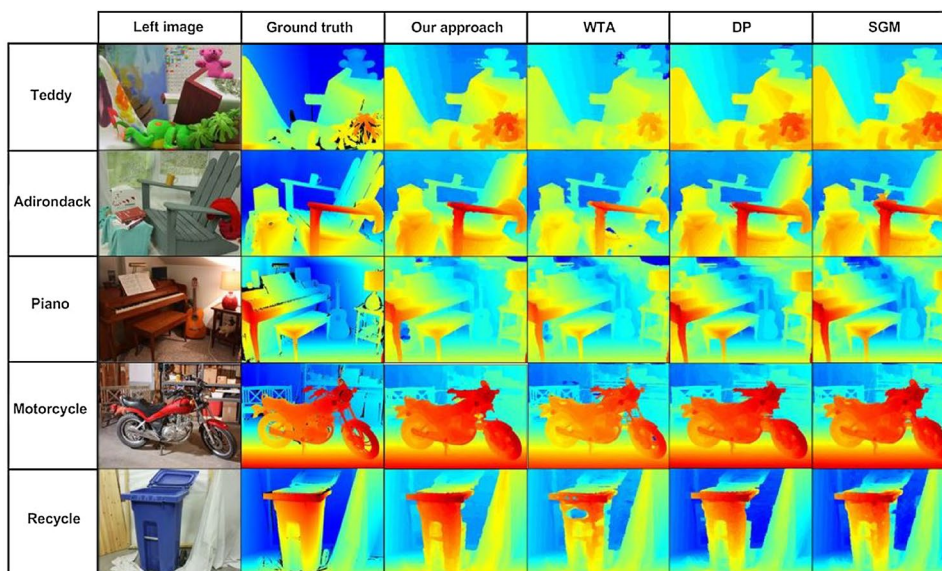 Left image Ground truth Our approach WTA DP SGM
Teddy
Adirondack
Piano
Motorcycle
Recycle